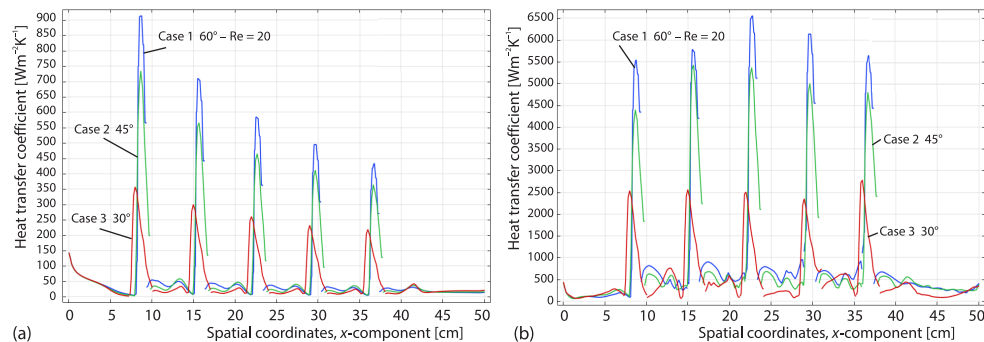 Heat transfer coefficient [Wm⁻²K⁻¹]
900
850
800
750
700
650
600
550
500
450
400
350
300
250
200
150
100
50
0
Case 1 60° – Re = 20
Case 2 45°
Case 3 30°
0 5 10 15 20 25 30 35 40 45 50
Spatial coordinates, x-component [cm]
(a)
Heat transfer coefficient [Wm⁻²K⁻¹]
6500
6000
5500
5000
4500
4000
3500
3000
2500
2000
1500
1000
500
0
Case 1 60° – Re = 20
Case 2 45°
Case 3 30°
0 5 10 15 20 25 30 35 40 45 50
Spatial coordinates, x-component [cm]
(b)